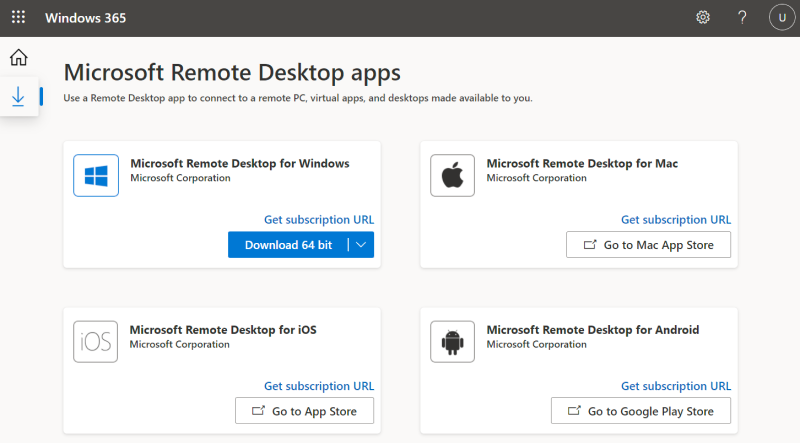 Windows 365
?
U
Microsoft Remote Desktop apps
Use a Remote Desktop app to connect to a remote PC, virtual apps, and desktops made available to you.
Microsoft Remote Desktop for Windows
Microsoft Corporation
Get subscription URL
Download 64 bit
Microsoft Remote Desktop for Mac
Microsoft Corporation
Get subscription URL
Go to Mac App Store
iOS
Microsoft Remote Desktop for iOS
Microsoft Corporation
Get subscription URL
Go to App Store
Microsoft Remote Desktop for Android
Microsoft Corporation
Get subscription URL
Go to Google Play Store